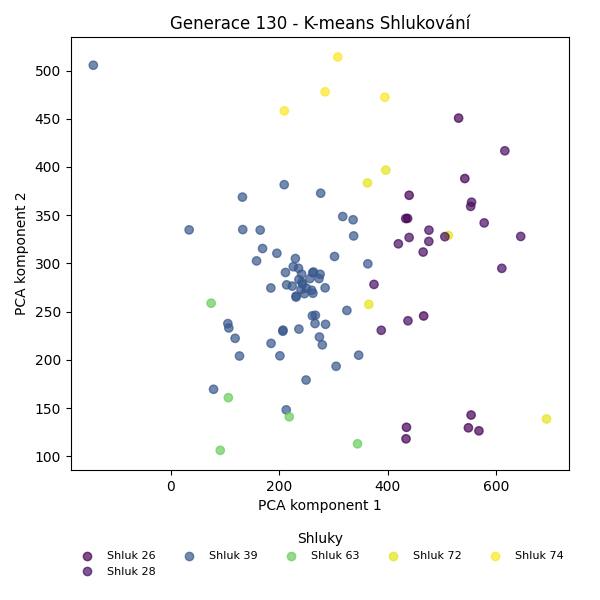 Generace 130 - K-means Shlukování
500
450
400
350
300
250
200
150
100
PCA komponent 2
0 200 400 600
PCA komponent 1
Shluky
Shluk 26 Shluk 39 Shluk 63 Shluk 72 Shluk 74
Shluk 28